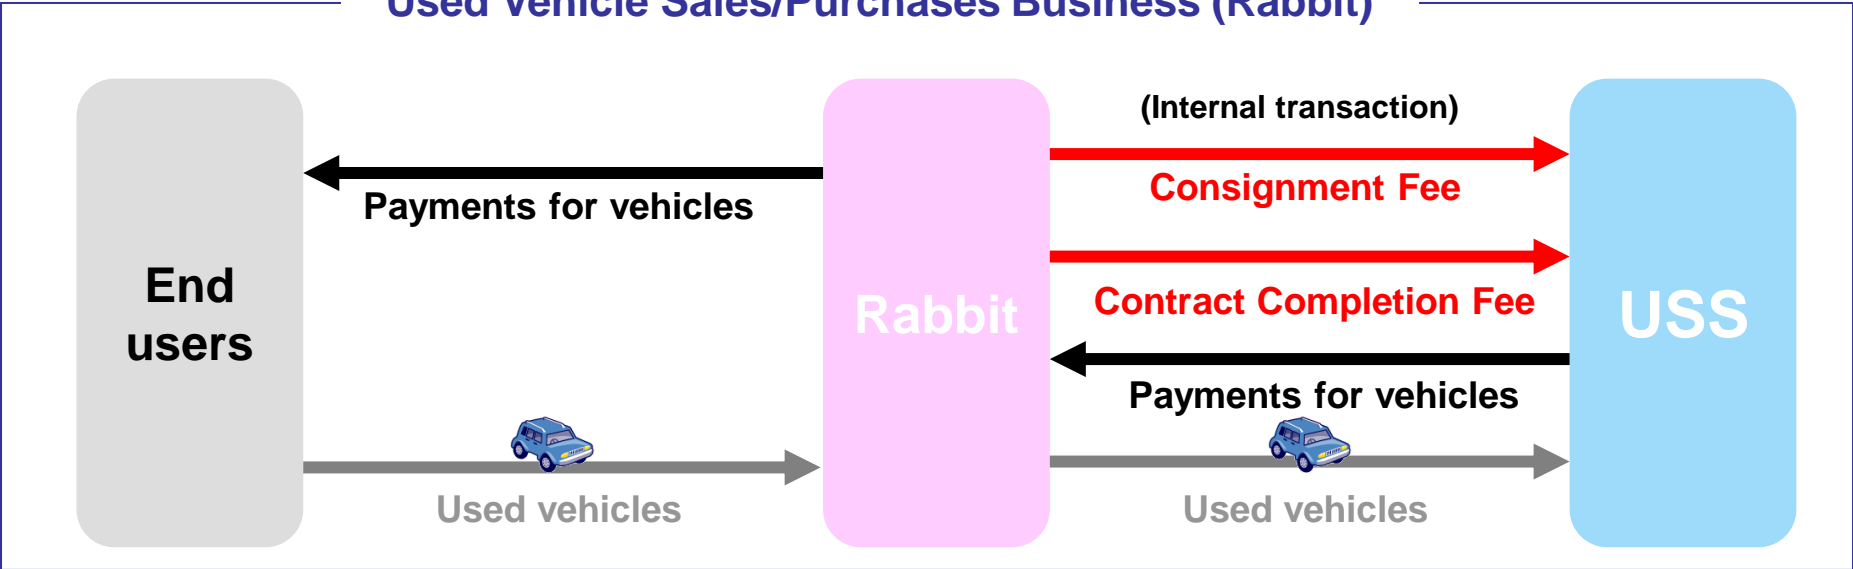 Used Vehicle Sales/Purchases Business (Rabbit)
(Internal transaction)
Consignment Fee
Payments for vehicles
End
users
Rabbit
Contract Completion Fee
USS
Payments for vehicles
Used vehicles
Used vehicles